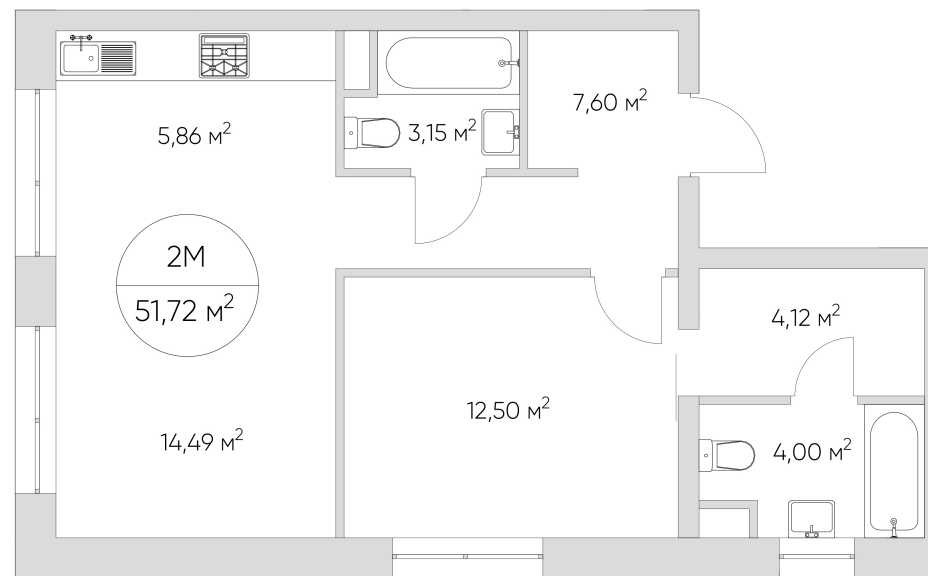 7,60 м²
5,86 м²
3,15 м²
2М
51,72 м²
4,12 м²
12,50 м²
14,49 м²
4,00 м²